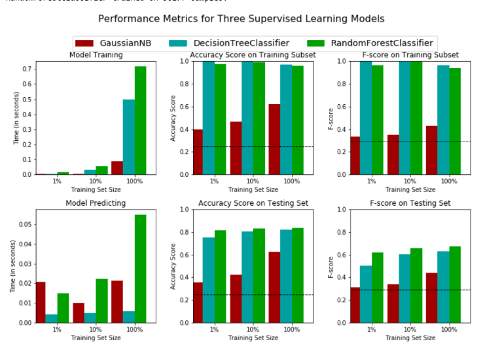 Performance Metrics for Three Supervised Learning Models
GaussianNB DecisionTreeClassifier RandomForestClassifier
Model Training
Time (in seconds)
0.7
0.6
0.5
0.4
0.3
0.2
0.1
0.0
1% 10% 100%
Training Set Size
Accuracy Score on Training Subset
Accuracy Score
1.0
0.8
0.6
0.4
0.2
0.0
1% 10% 100%
Training Set Size
F-score on Training Subset
F-score
1.0
0.8
0.6
0.4
0.2
0.0
1% 10% 100%
Training Set Size
Model Predicting
Time (in seconds)
0.05
0.04
0.03
0.02
0.01
0.00
1% 10% 100%
Training Set Size
Accuracy Score on Testing Set
Accuracy Score
1.0
0.8
0.6
0.4
0.2
0.0
1% 10% 100%
Training Set Size
F-score on Testing Set
F-score
1.0
0.8
0.6
0.4
0.2
0.0
1% 10% 100%
Training Set Size